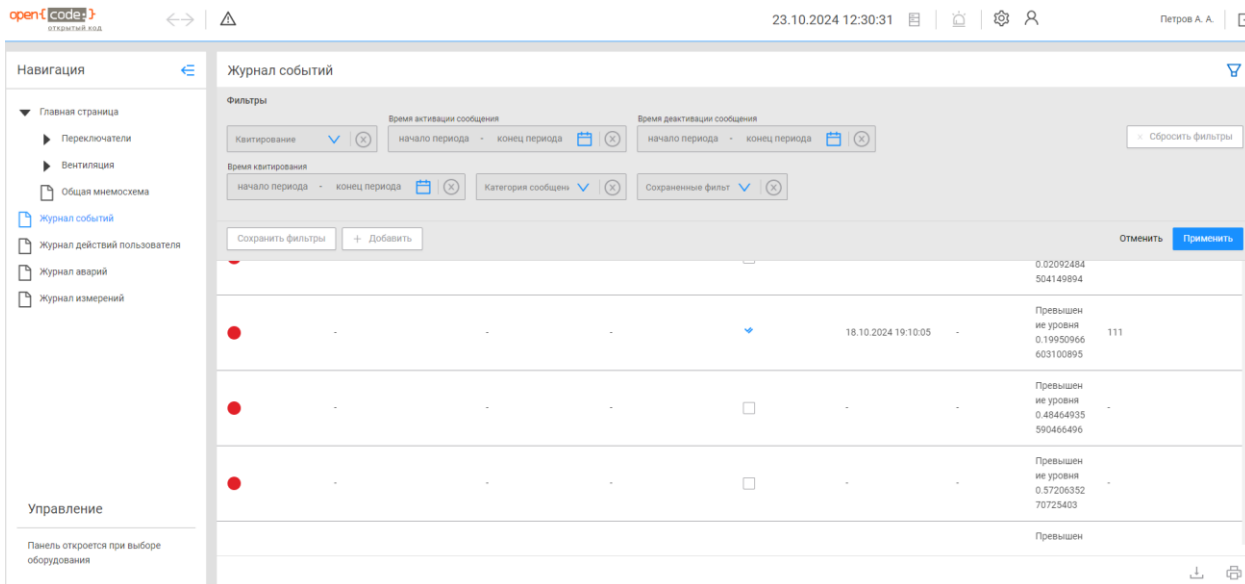 open{code:}
открытый код
23.10.2024 12:30:31
Петров А. А.
Навигация
Главная страница
Переключатели
Вентиляция
Общая мнемосхема
Журнал событий
Журнал действий пользователя
Журнал аварий
Журнал измерений
Управление
Панель откроется при выборе
оборудования
Журнал событий
Фильтры
Время активации сообщения
Время деактивации сообщения
Квитирование
начало периода - конец периода
начало периода - конец периода
× Сбросить фильтры
Время квитирования
начало периода - конец периода
Категория сообщен
Сохраненные фильт
Сохранить фильтры
+ Добавить
Отменить
Применить
0.02092484
504149894
- - - 18.10.2024 19:10:05 -
Превышен
ие уровня
0.19950966
603100895
111
- - - - -
Превышен
ие уровня
0.48464935
590466496
-
- - - - -
Превышен
ие уровня
0.57206352
70725403
-
Превышен